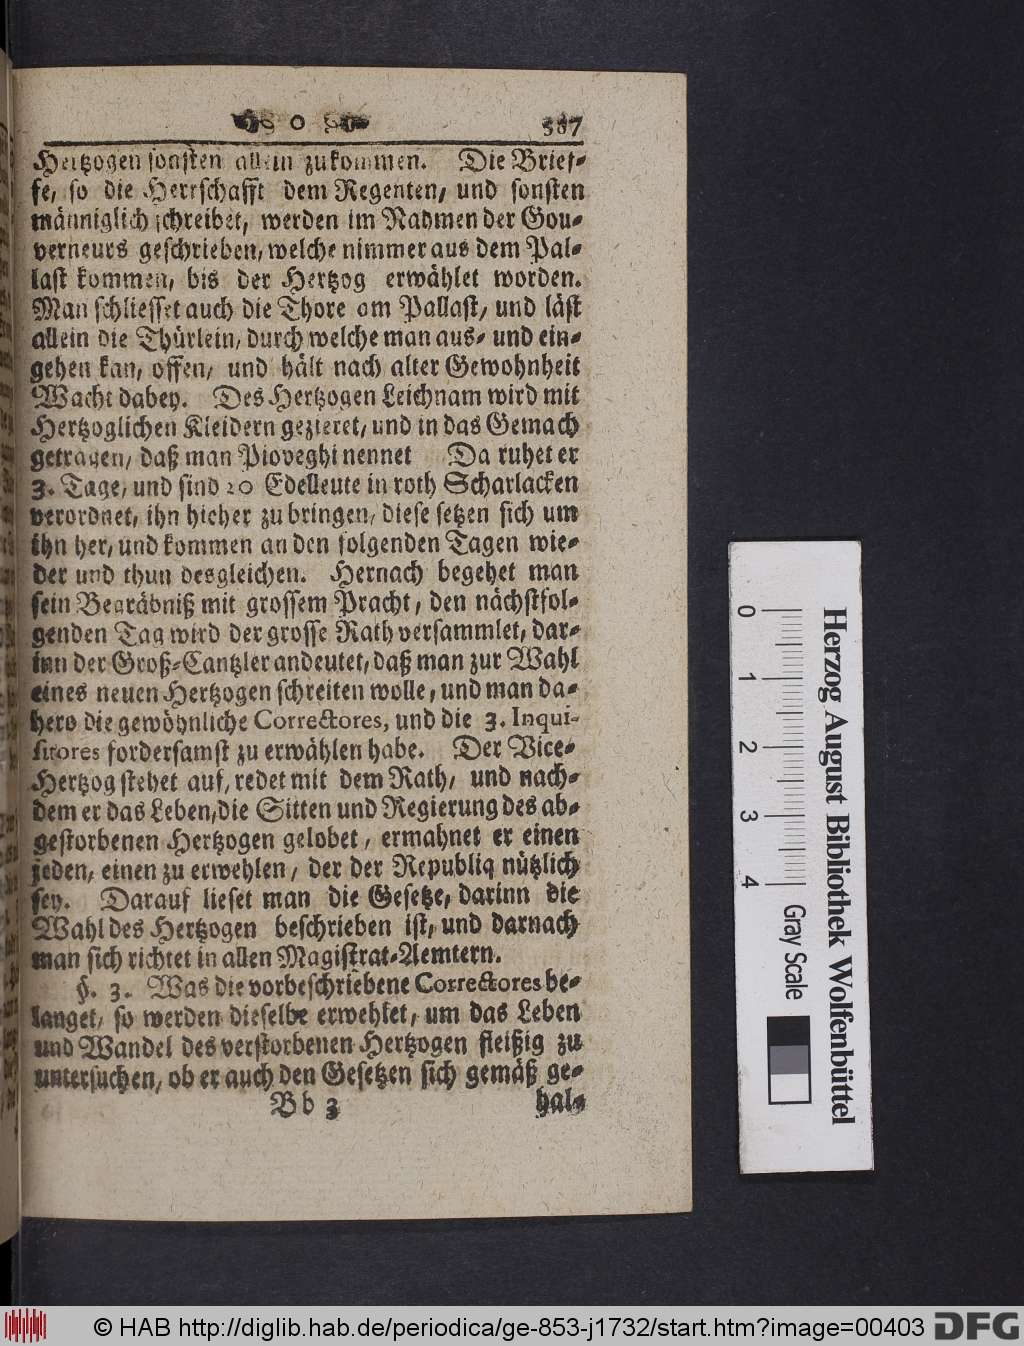 o 387
Hertzogen sonsten allein zukommen. Die Brief-
fe, so die Herrschafft dem Regenten, und sonsten
männiglich schreibet, werden im Nahmen der Gou-
verneurs geschrieben, welche nimmer aus dem Pal-
last kommen, bis der Hertzog erwählet worden.
Man schliesset auch die Thore am Pallast, und läst
allein die Thürlein, durch welche man aus- und ein-
gehen kan, offen, und hält nach alter Gewohnheit
Wacht dabey. Des Hertzogen Leichnam wird mit
Hertzoglichen Kleidern gezieret, und in das Gemach
getragen, daß man Pioveghi nennet Da ruhet er
3. Tage, und sind 20 Edelleute in roth Scharlacken
verordnet, ihn hieher zu bringen, diese setzen sich um
ihn her, und kommen an den folgenden Tagen wie-
der und thun desgleichen. Hernach begehet man
sein Begräbniß mit grossem Pracht, den nächstfol-
genden Tag wird der grosse Rath versammlet, dar-
inn der Groß-Cantzler andeutet, daß man zur Wahl
eines neuen Hertzogen schreiten wolle, und man da-
hero die gewöhnliche Correctores, und die 3. Inqui-
sitores fordersamst zu erwählen habe. Der Vice-
Hertzog stehet auf, redet mit dem Rath, und nach-
dem er das Leben, die Sitten und Regierung des ab-
gestorbenen Hertzogen gelobet, ermahnet er einen
jeden, einen zu erwehlen, der der Republiq nützlich
sey. Darauf lieset man die Gesetze, darinn die
Wahl des Hertzogen beschrieben ist, und darnach
man sich richtet in allen Magistrat-Aemtern.
§. 3. Was die vorbeschriebene Correctores be-
langet, so werden dieselbe erwehlet, um das Leben
und Wandel des verstorbenen Hertzogen fleißig zu
untersuchen, ob er auch den Gesetzen sich gemäß ge-
Bb 3 hal-
Herzog August Bibliothek Wolfenbüttel
0 1 2 3 4 Gray Scale
© HAB http://diglib.hab.de/periodica/ge-853-j1732/start.htm?image=00403 DFG